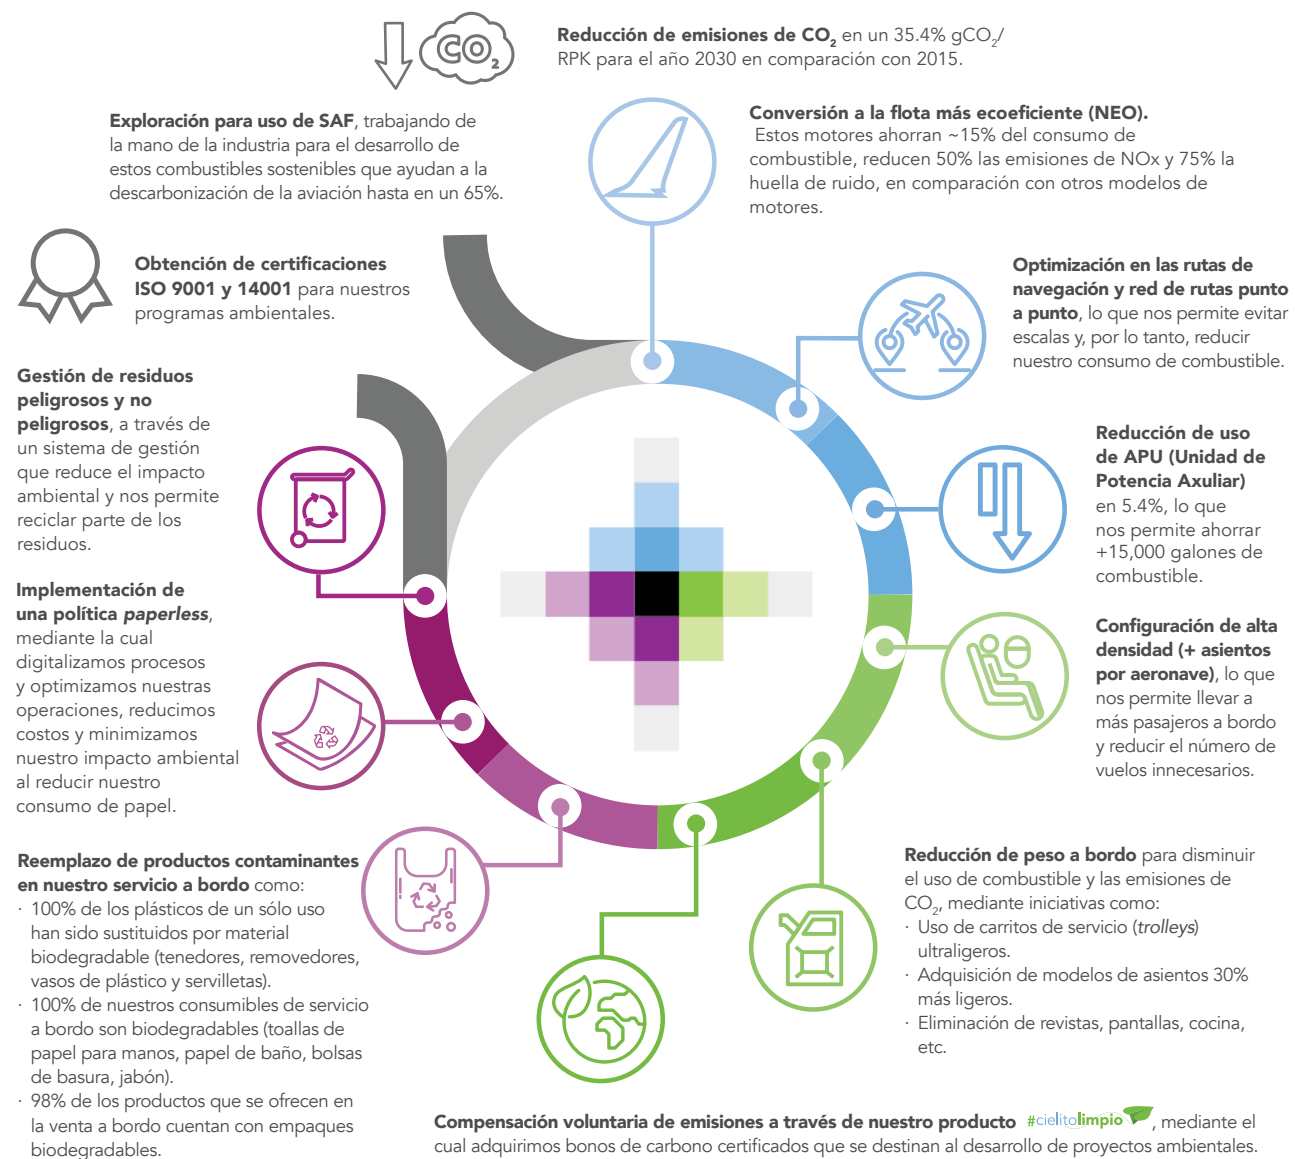 CO2
Reducción de emisiones de CO2 en un 35.4% gCO2/
RPK para el año 2030 en comparación con 2015.
Exploración para uso de SAF, trabajando de
la mano de la industria para el desarrollo de
estos combustibles sostenibles que ayudan a la
descarbonización de la aviación hasta en un 65%.
Conversión a la flota más ecoeficiente (NEO).
Estos motores ahorran ~15% del consumo de
combustible, reducen 50% las emisiones de NOx y 75% la
huella de ruido, en comparación con otros modelos de
motores.
Obtención de certificaciones
ISO 9001 y 14001 para nuestros
programas ambientales.
Optimización en las rutas de
navegación y red de rutas punto
a punto, lo que nos permite evitar
escalas y, por lo tanto, reducir
nuestro consumo de combustible.
Gestión de residuos
peligrosos y no
peligrosos, a través de
un sistema de gestión
que reduce el impacto
ambiental y nos permite
reciclar parte de los
residuos.
Reducción de uso
de APU (Unidad de
Potencia Axuliar)
en 5.4%, lo que
nos permite ahorrar
+15,000 galones de
combustible.
Implementación de
una política paperless,
mediante la cual
digitalizamos procesos
y optimizamos nuestras
operaciones, reducimos
costos y minimizamos
nuestro impacto ambiental
al reducir nuestro
consumo de papel.
Configuración de alta
densidad (+ asientos
por aeronave), lo que
nos permite llevar a
más pasajeros a bordo
y reducir el número de
vuelos innecesarios.
Reemplazo de productos contaminantes
en nuestro servicio a bordo como:
· 100% de los plásticos de un sólo uso
han sido sustituidos por material
biodegradable (tenedores, removedores,
vasos de plástico y servilletas).
· 100% de nuestros consumibles de servicio
a bordo son biodegradables (toallas de
papel para manos, papel de baño, bolsas
de basura, jabón).
· 98% de los productos que se ofrecen en
la venta a bordo cuentan con empaques
biodegradables.
Reducción de peso a bordo para disminuir
el uso de combustible y las emisiones de
CO2, mediante iniciativas como:
· Uso de carritos de servicio (trolleys)
ultraligeros.
· Adquisición de modelos de asientos 30%
más ligeros.
· Eliminación de revistas, pantallas, cocina,
etc.
Compensación voluntaria de emisiones a través de nuestro producto #cielitolimpio, mediante el
cual adquirimos bonos de carbono certificados que se destinan al desarrollo de proyectos ambientales.